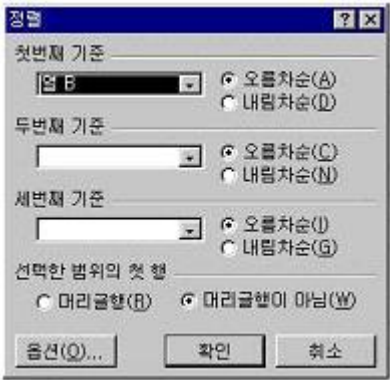 정렬
첫번째 기준
열 B
오름차순(A)
내림차순(D)
두번째 기준
오름차순(C)
내림차순(N)
세번째 기준
오름차순(I)
내림차순(G)
선택한 범위의 첫 행
머리글행(R) 머리글행이 아님(W)
옵션(O)... 확인 취소